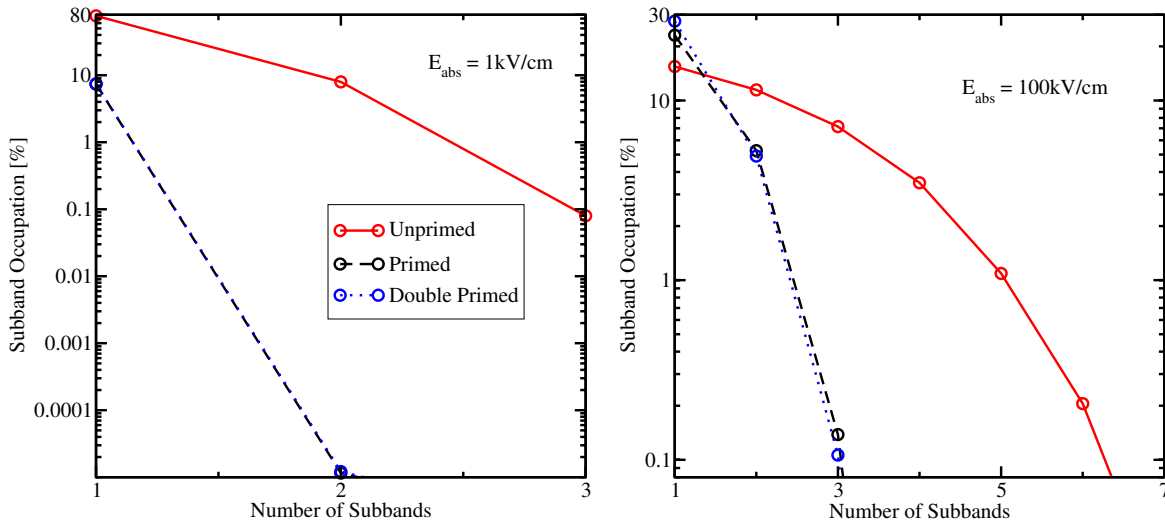 80
10
1
0.1
0.01
0.001
0.0001
1
2
3
Subband Occupation [%]
Number of Subbands
E_abs = 1kV/cm
Unprimed
Primed
Double Primed
30
10
1
0.1
1
3
5
7
Subband Occupation [%]
Number of Subbands
E_abs = 100kV/cm